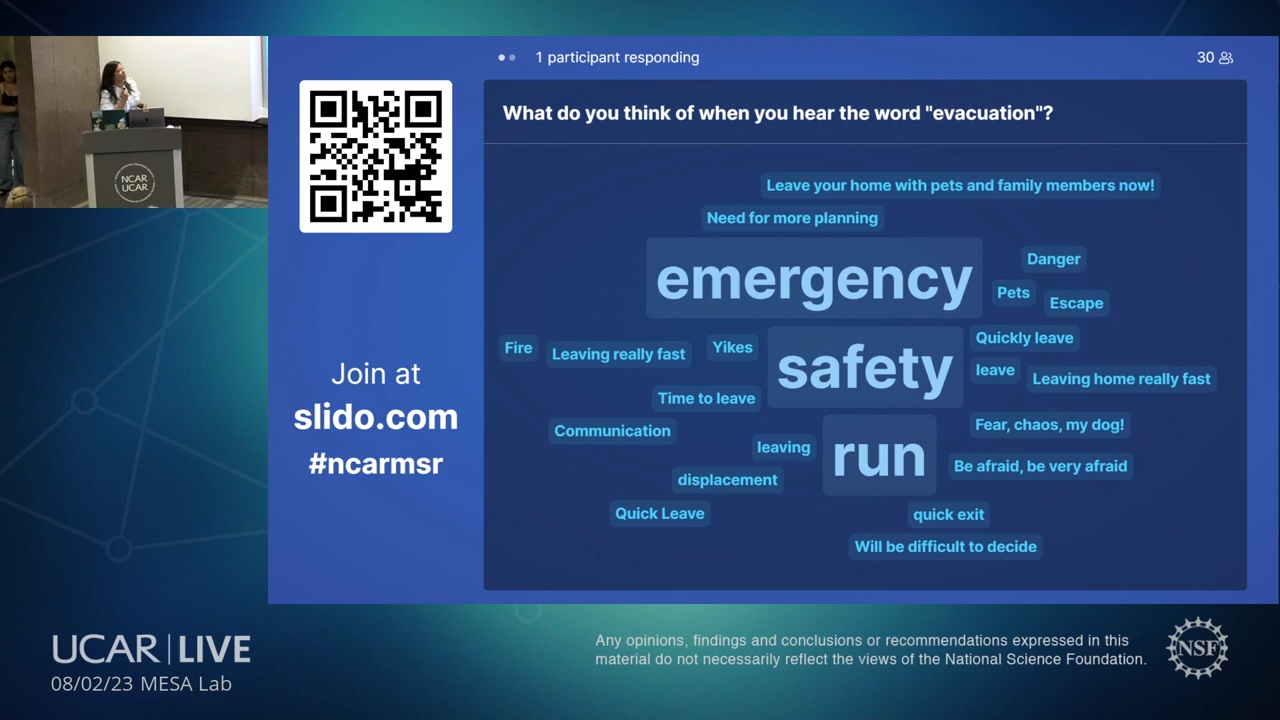 1 participant responding
30
What do you think of when you hear the word "evacuation"?
Leave your home with pets and family members now!
Need for more planning
emergency
Danger
Pets
Escape
Fire
Leaving really fast
Yikes
safety
Quickly leave
leave
Leaving home really fast
Time to leave
Communication
leaving
run
Fear, chaos, my dog!
Be afraid, be very afraid
displacement
Quick Leave
quick exit
Will be difficult to decide
Join at
slido.com
#ncarmsr
NCAR
UCAR
UCAR | LIVE
08/02/23 MESA Lab
Any opinions, findings and conclusions or recommendations expressed in this
material do not necessarily reflect the views of the National Science Foundation.
NSF